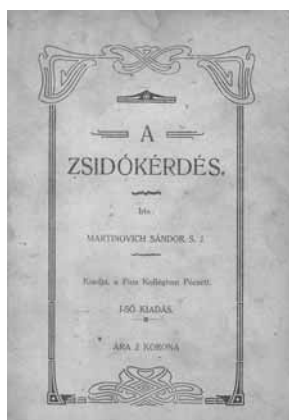 A
ZSIDÓKÉRDÉS.
Irta
MARTINOVICH SÁNDOR, S. J.
Kiadja: a Pius Kollégium Pécsett.
I-SŐ KIADÁS.
ÁRA 2 KORONA